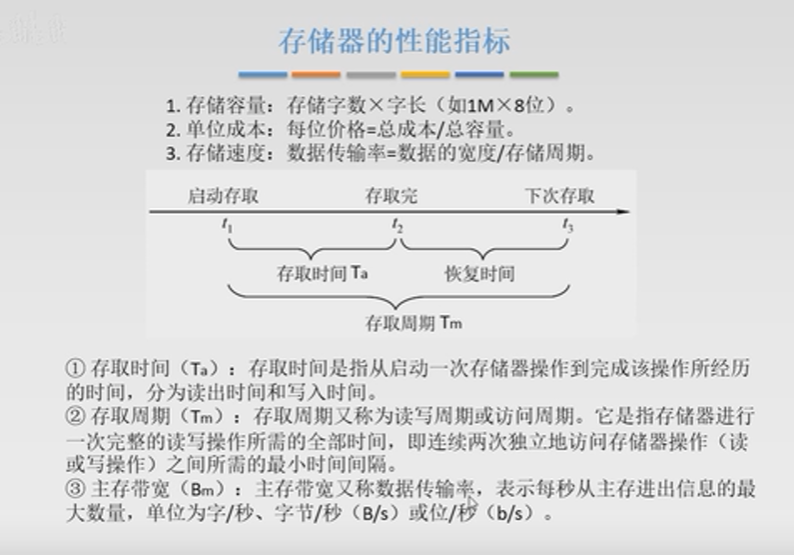 存储器的性能指标
1. 存储容量：存储字数×字长（如1M×8位）。
2. 单位成本：每位价格=总成本/总容量。
3. 存储速度：数据传输率=数据的宽度/存储周期。
启动存取 存取完 下次存取
t1 t2 t3
存取时间 Ta 恢复时间
存取周期 Tm
① 存取时间（Ta）：存取时间是指从启动一次存储器操作到完成该操作所经历
的时间，分为读出时间和写入时间。
② 存取周期（Tm）：存取周期又称为读写周期或访问周期。它是指存储器进行
一次完整的读写操作所需的全部时间，即连续两次独立地访问存储器操作（读
或写操作）之间所需的最小时间间隔。
③ 主存带宽（Bm）：主存带宽又称数据传输率，表示每秒从主存进出信息的最
大数量，单位为字/秒、字节/秒（B/s）或位/秒（b/s）。